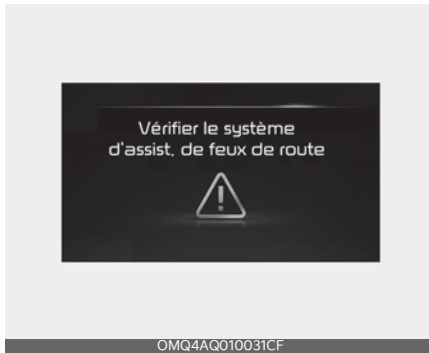 Vérifier le système
d'assist, de feux de route
OMQ4AQ010031CF